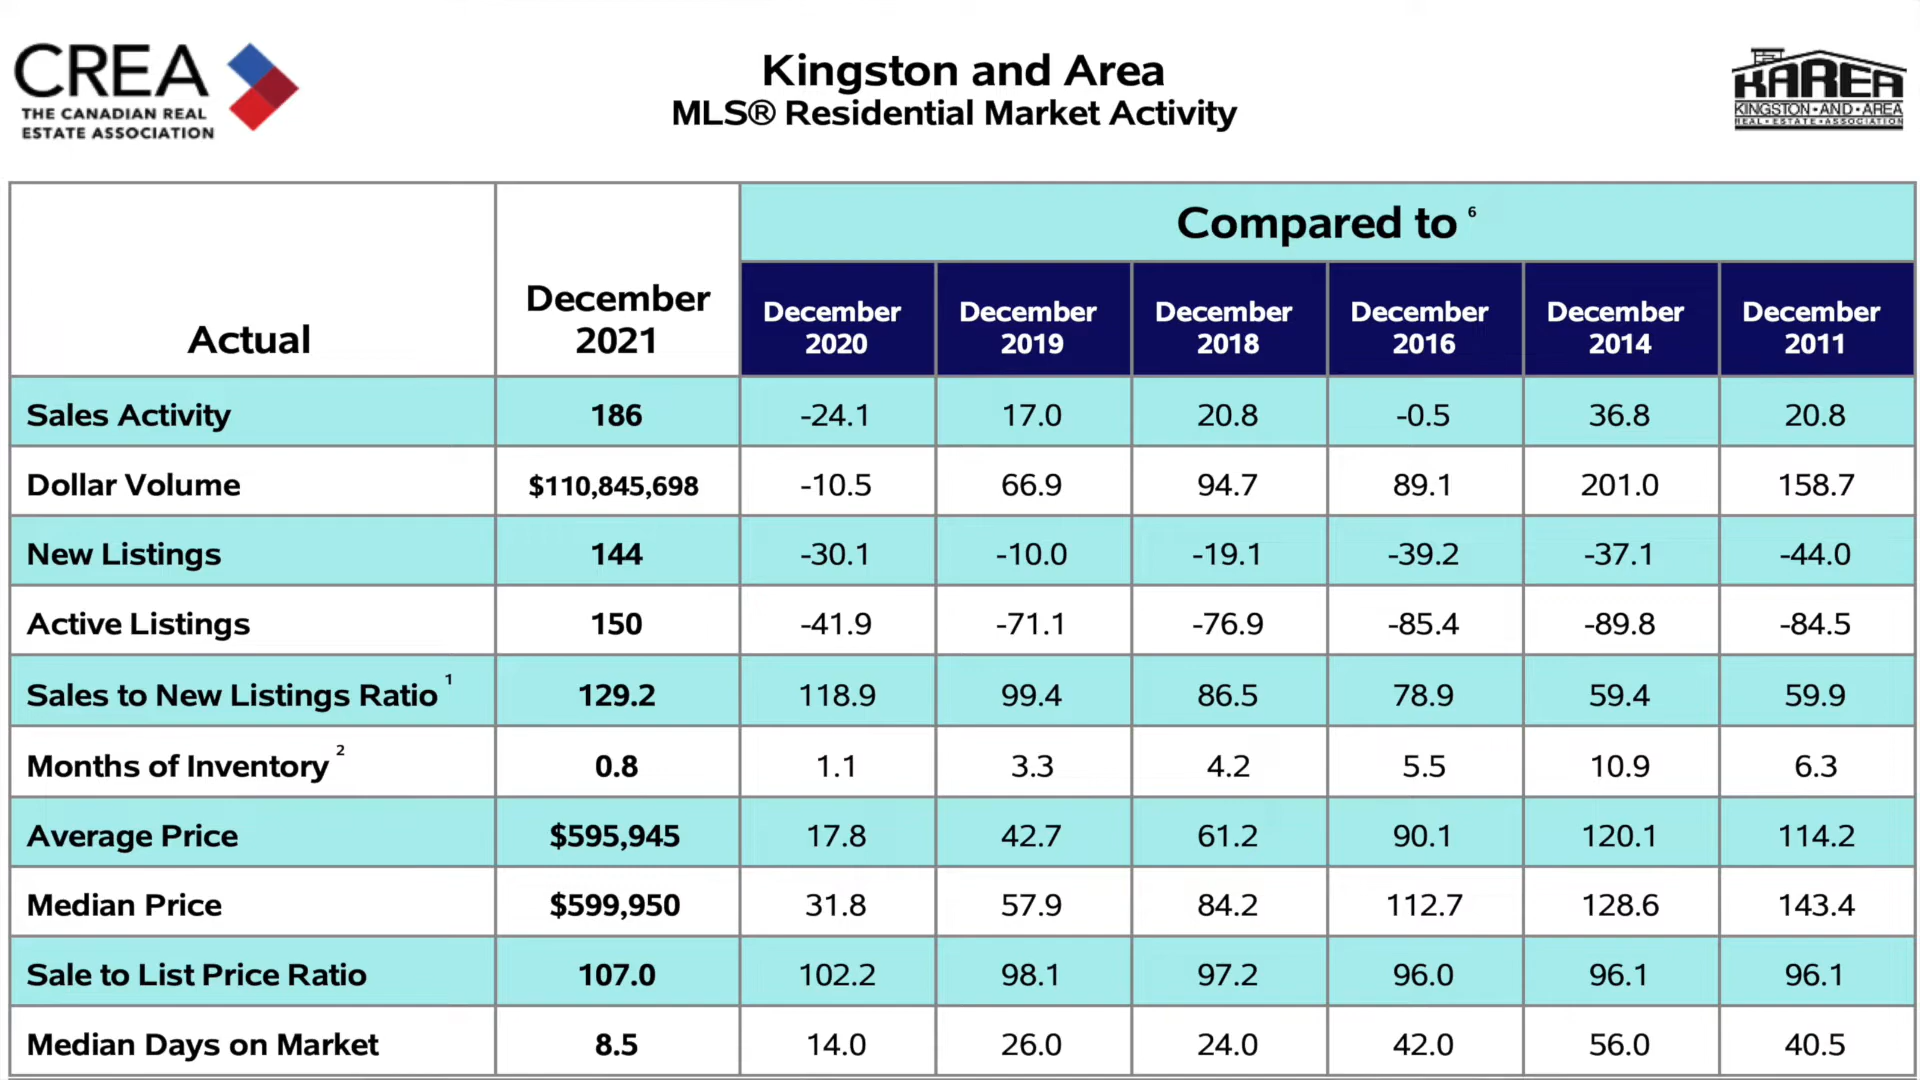 CREA
THE CANADIAN REAL
ESTATE ASSOCIATION
Kingston and Area
MLS® Residential Market Activity
KAREA
KINGSTON•AND•AREA
REAL•ESTATE•ASSOCIATION
Compared to 6
Actual
December
2021
December
2020
December
2019
December
2018
December
2016
December
2014
December
2011
Sales Activity 186 -24.1 17.0 20.8 -0.5 36.8 20.8
Dollar Volume $110,845,698 -10.5 66.9 94.7 89.1 201.0 158.7
New Listings 144 -30.1 -10.0 -19.1 -39.2 -37.1 -44.0
Active Listings 150 -41.9 -71.1 -76.9 -85.4 -89.8 -84.5
Sales to New Listings Ratio 1 129.2 118.9 99.4 86.5 78.9 59.4 59.9
Months of Inventory 2 0.8 1.1 3.3 4.2 5.5 10.9 6.3
Average Price $595,945 17.8 42.7 61.2 90.1 120.1 114.2
Median Price $599,950 31.8 57.9 84.2 112.7 128.6 143.4
Sale to List Price Ratio 107.0 102.2 98.1 97.2 96.0 96.1 96.1
Median Days on Market 8.5 14.0 26.0 24.0 42.0 56.0 40.5